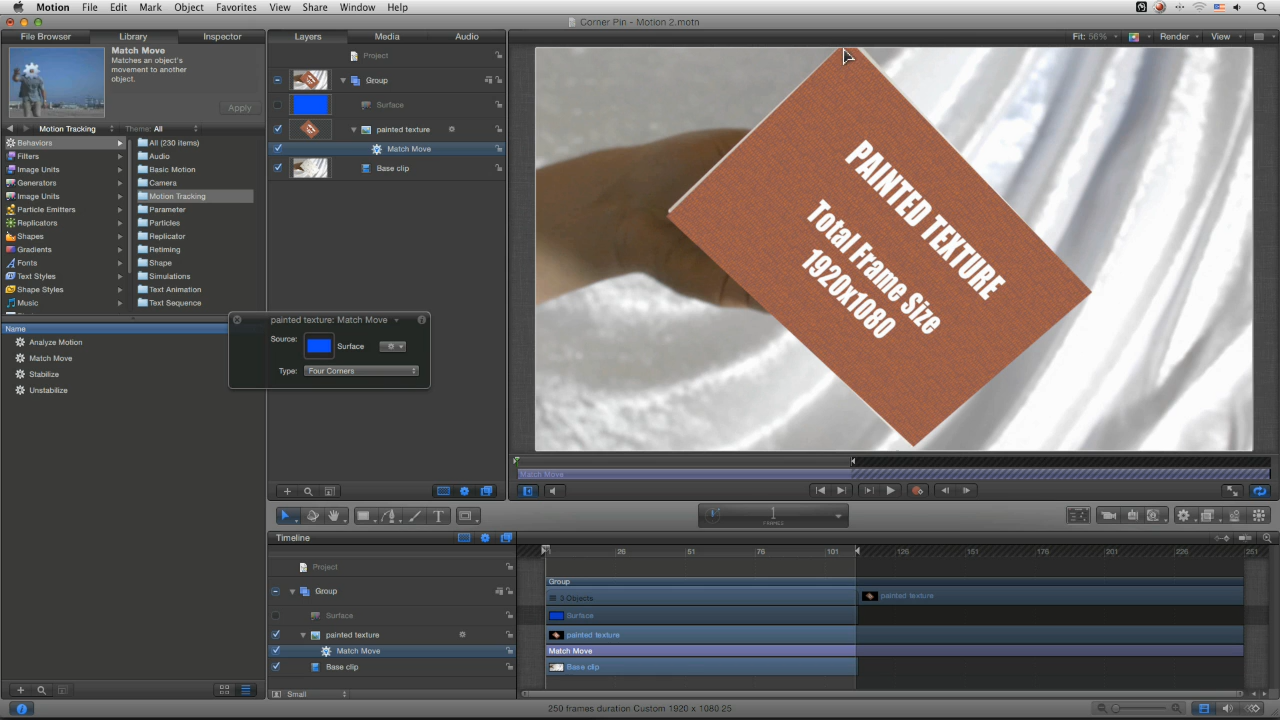 Motion File Edit Mark Object Favorites View Share Window Help
Corner Pin - Motion 2.motn
File Browser Library Inspector
Match Move
Matches an object's
movement to another
object.
Apply
Motion Tracking Theme: All
Behaviors
Filters
Image Units
Generators
Image Units
Particle Emitters
Replicators
Shapes
Gradients
Fonts
Text Styles
Shape Styles
Music
All (230 items)
Audio
Basic Motion
Camera
Motion Tracking
Parameter
Particles
Replicator
Retiming
Shape
Simulations
Text Animation
Text Sequence
Name
Analyze Motion
Match Move
Stabilize
Unstabilize
Layers Media Audio
Project
Group
Surface
painted texture
Match Move
Base clip
painted texture: Match Move
Source: Surface
Type: Four Corners
Fit: 56% Render View
PAINTED TEXTURE
Total Frame Size
1920x1080
Match Move
1
FRAMES
Timeline
1 26 51 76 101 126 151 176 201 226 251
Project
Group
Surface
painted texture
Match Move
Base clip
Group
3 Objects
painted texture
Surface
painted texture
Match Move
Base clip
Small
250 frames duration Custom 1920 x 1080 25